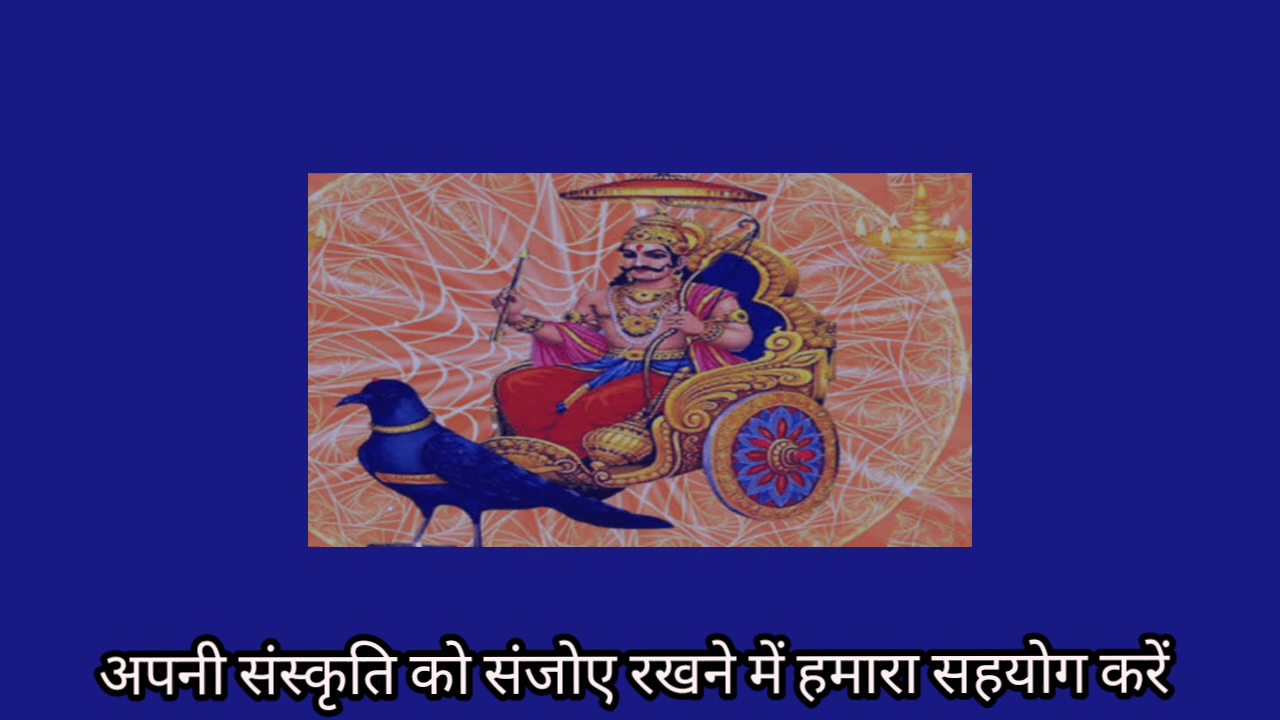 अपनी संस्कृति को संजोए रखने में हमारा सहयोग करें